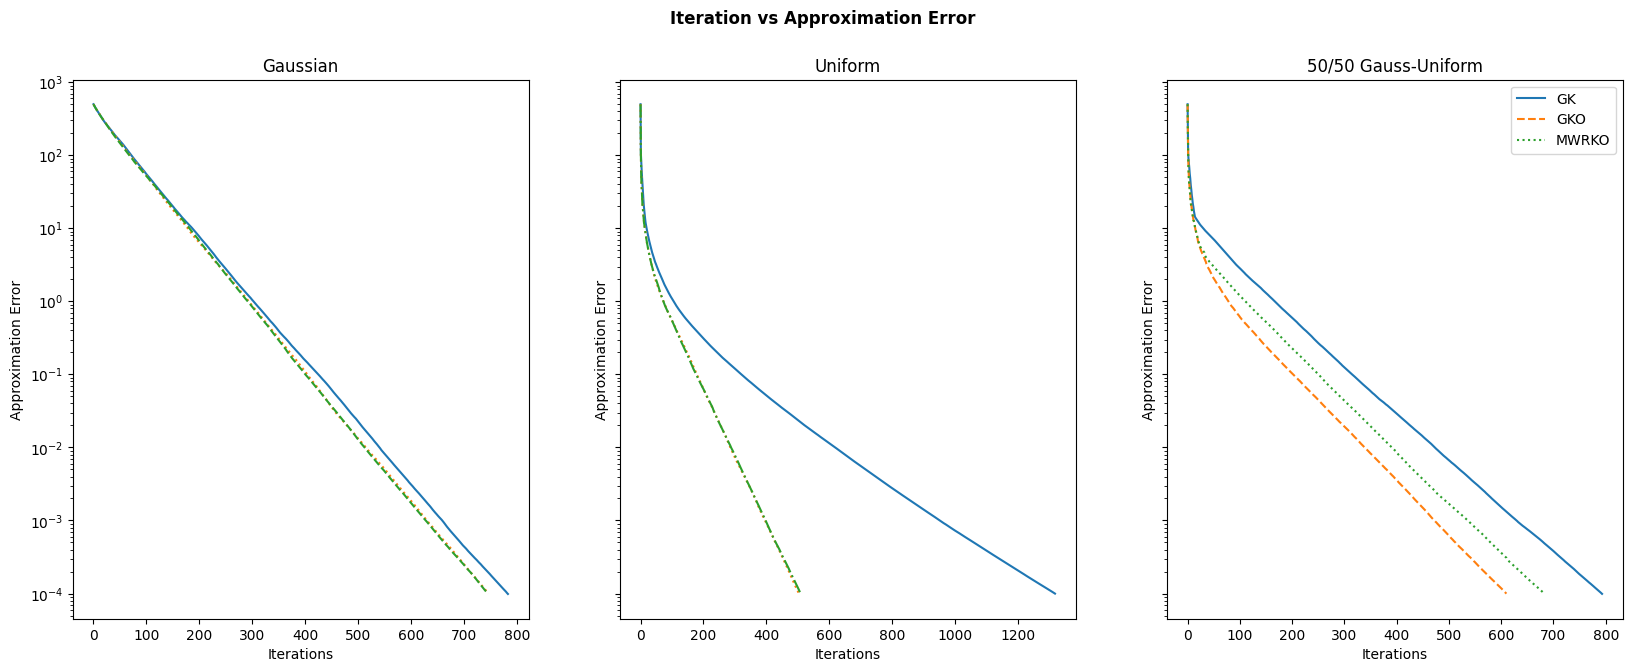 Iteration vs Approximation Error
Gaussian
Uniform
50/50 Gauss-Uniform
10^3
10^2
10^1
10^0
10^−1
10^−2
10^−3
10^−4
Approximation Error
0 100 200 300 400 500 600 700 800
Iterations
Approximation Error
0 200 400 600 800 1000 1200
Iterations
GK
GKO
MWRKO
Approximation Error
0 100 200 300 400 500 600 700 800
Iterations